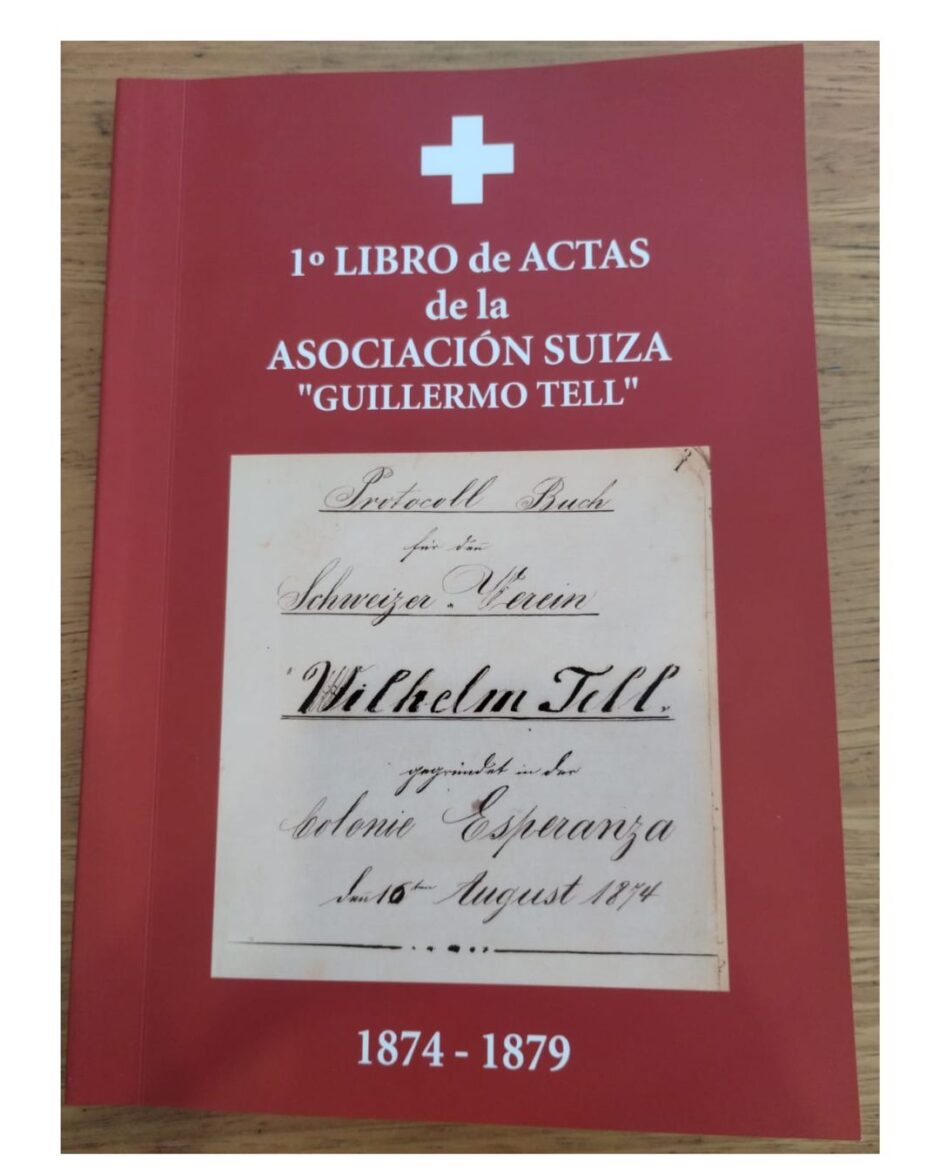 1º LIBRO de ACTAS
de la
ASOCIACIÓN SUIZA
"GUILLERMO TELL"
Protocoll Buch
für den
Schweizer-Verein
"Wilhelm Tell.
gegründet in der
Colonie Esperanza
den 16ten August 1874
1874 - 1879